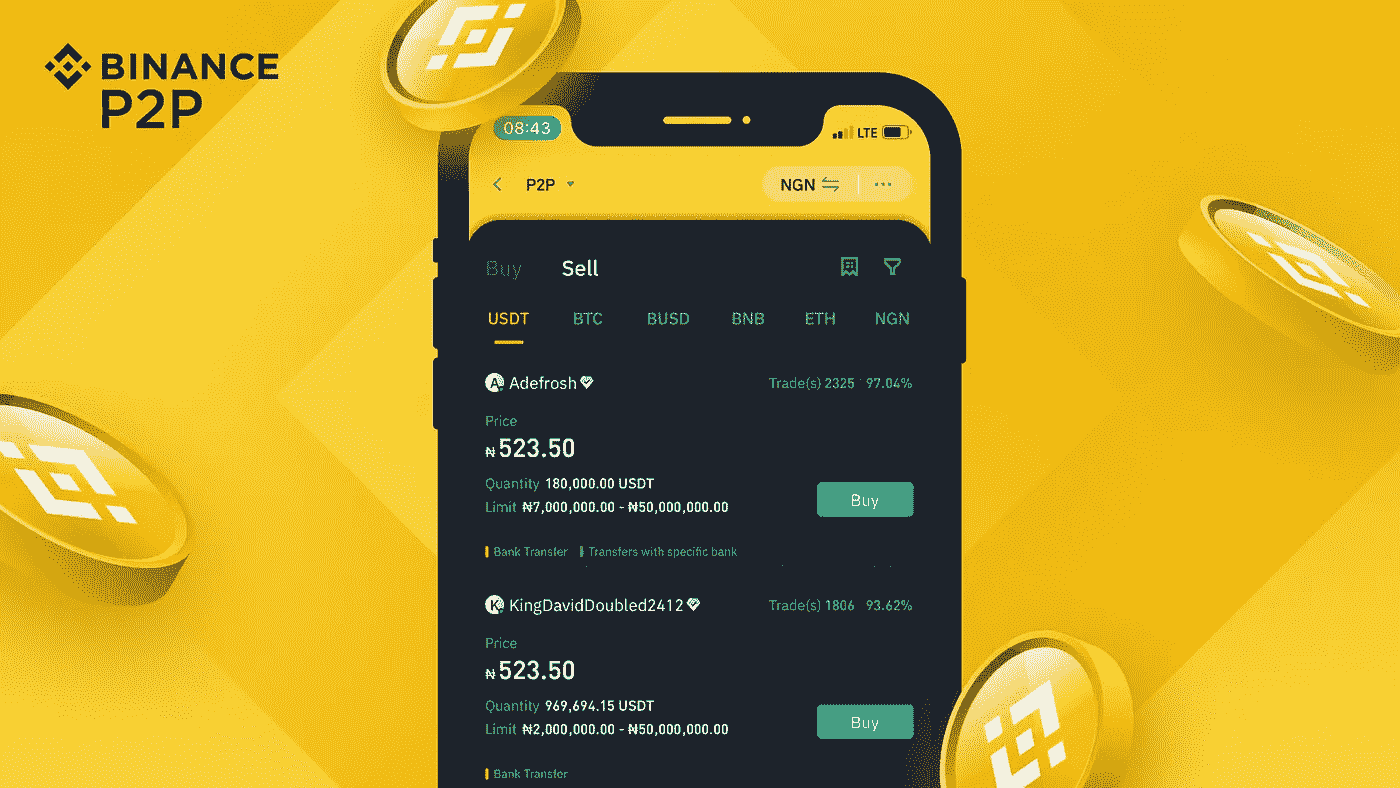 BINANCE
P2P
08:43 LTE
P2P NGN
Buy Sell
USDT BTC BUSD BNB ETH NGN
A Adefrosh Trade(s) 2325 97.04%
Price
₦523.50
Quantity 180,000.00 USDT
Limit ₦7,000,000.00 - ₦50,000,000.00
Buy
Bank Transfer Transfers with specific bank
K KingDavidDoubled2412 Trade(s) 1806 93.62%
Price
₦523.50
Quantity 969,694.15 USDT
Limit ₦2,000,000.00 - ₦50,000,000.00
Buy
Bank Transfer